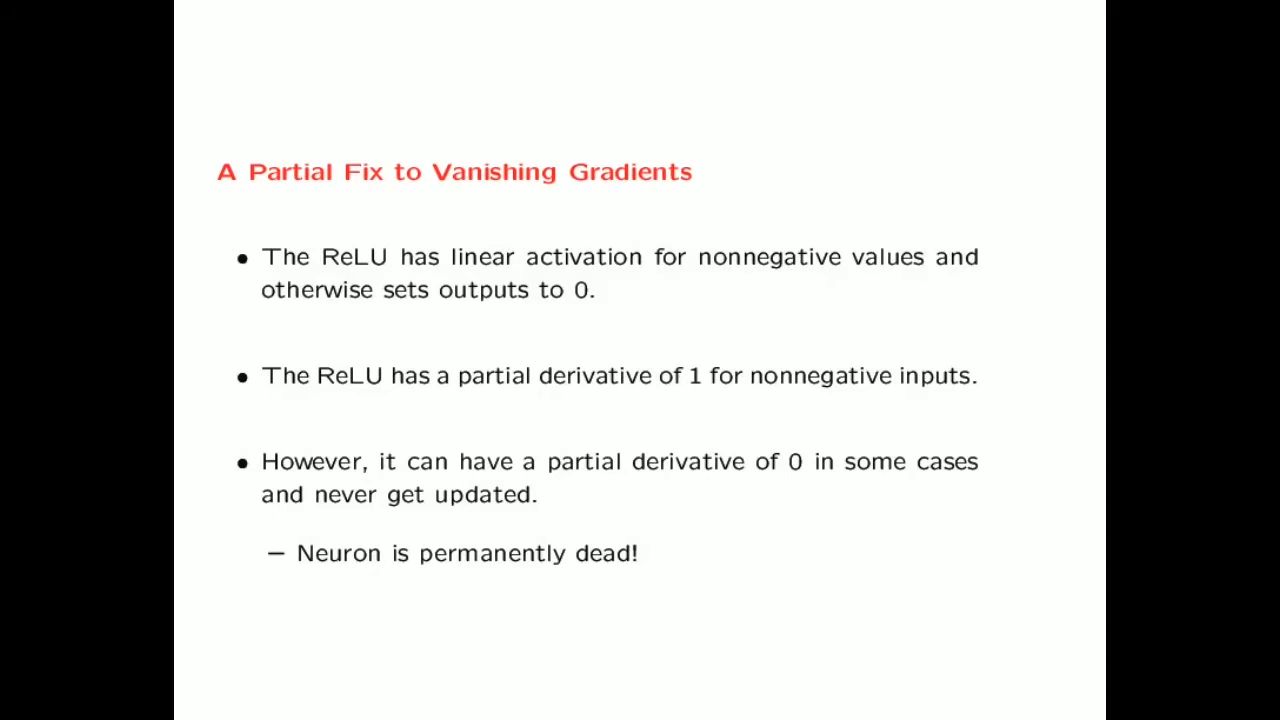 A Partial Fix to Vanishing Gradients
• The ReLU has linear activation for nonnegative values and
otherwise sets outputs to 0.
• The ReLU has a partial derivative of 1 for nonnegative inputs.
• However, it can have a partial derivative of 0 in some cases
and never get updated.
– Neuron is permanently dead!